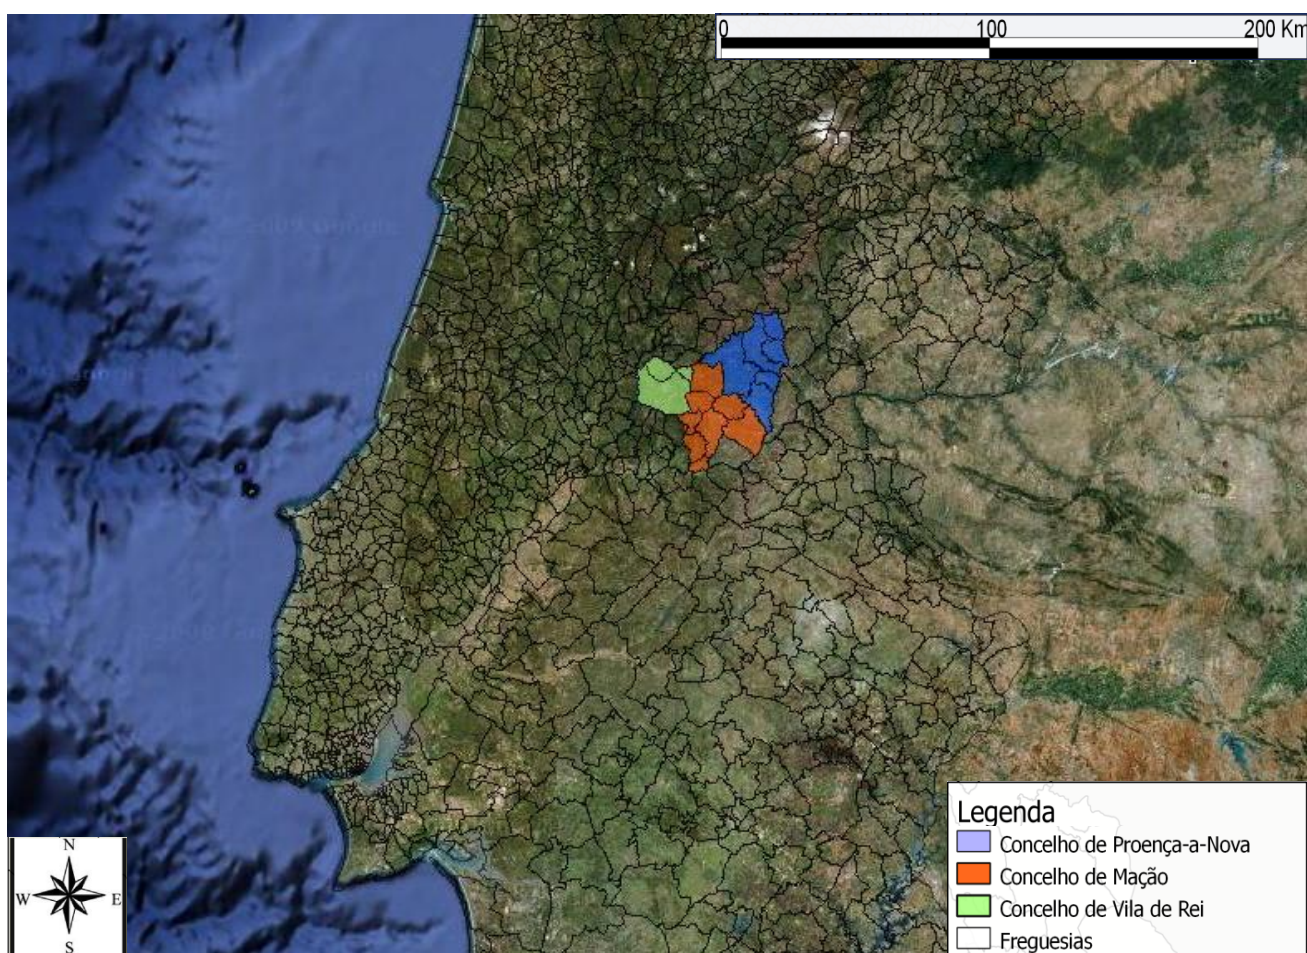 0 100 200 Km
Legenda
Concelho de Proença-a-Nova
Concelho de Mação
Concelho de Vila de Rei
Freguesias
N
W E
S